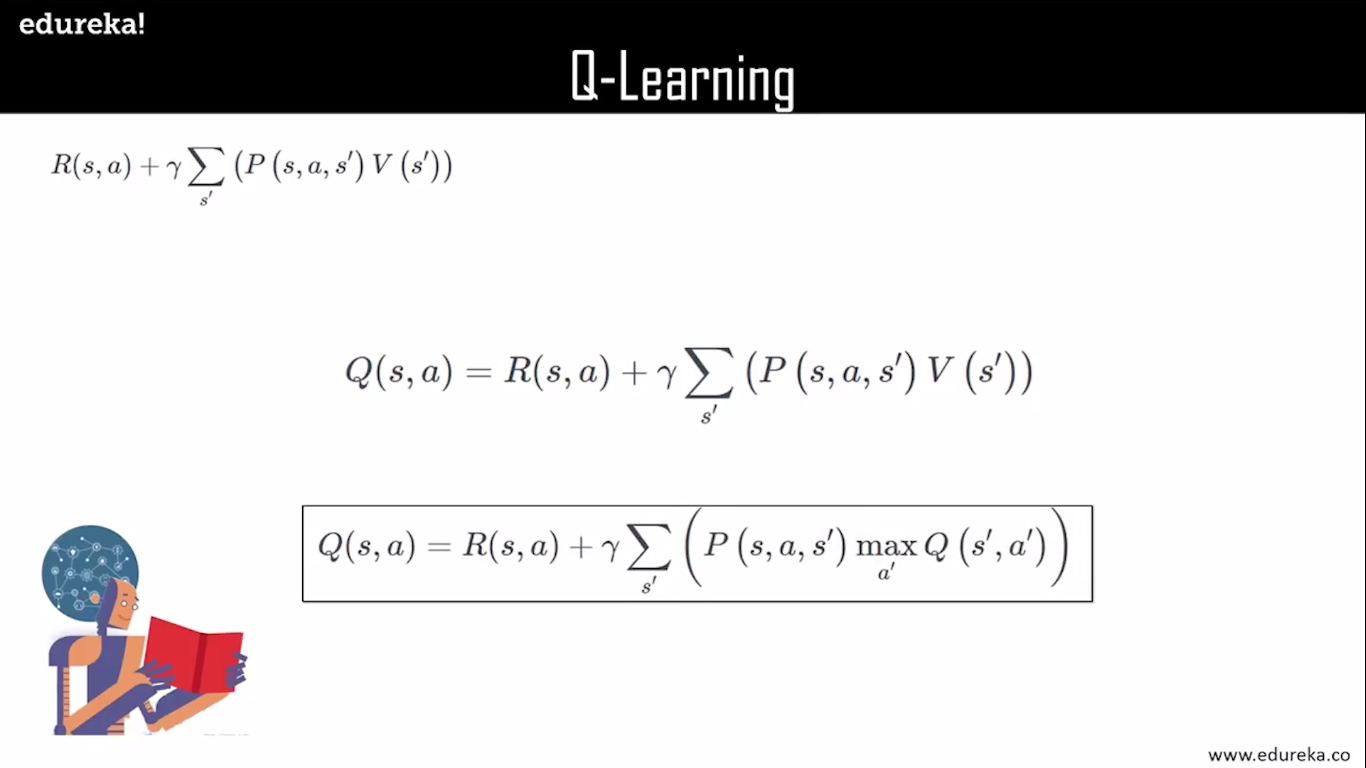 edureka!
Q-Learning
R(s, a) + γ ∑_{s′} (P (s, a, s′) V (s′))
Q(s, a) = R(s, a) + γ ∑_{s′} (P (s, a, s′) V (s′))
Q(s, a) = R(s, a) + γ ∑_{s′} (P (s, a, s′) max_{a′} Q (s′, a′))
www.edureka.co